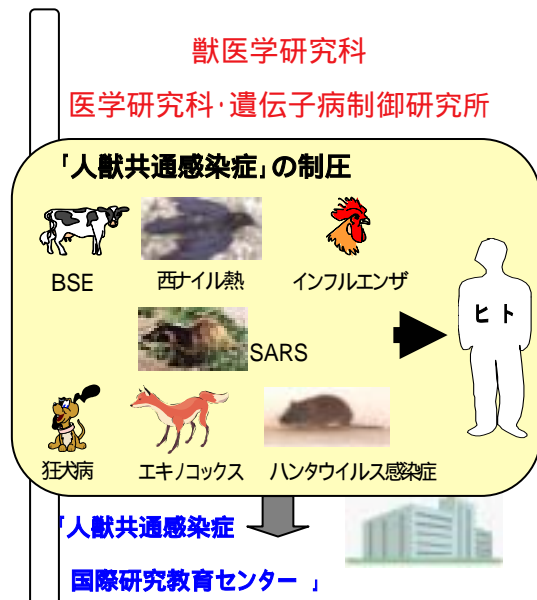 獣医学研究科
医学研究科・遺伝子病制御研究所
「人獣共通感染症」の制圧
BSE
西ナイル熱
インフルエンザ
ヒト
SARS
狂犬病
エキノコックス
ハンタウイルス感染症
「人獣共通感染症
国際研究教育センター 」